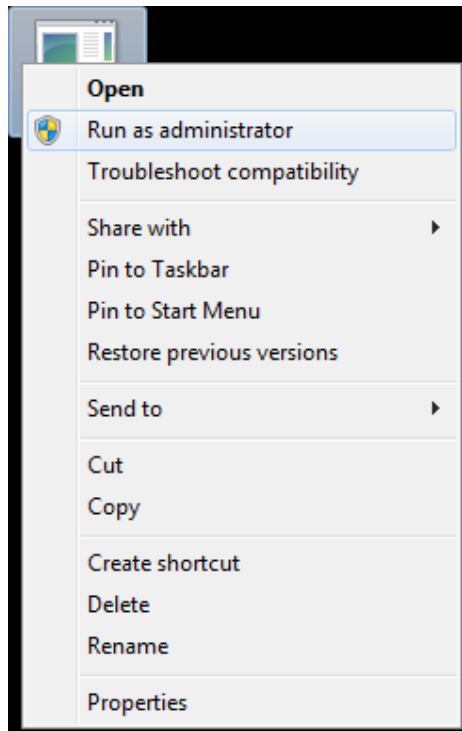 Open
Run as administrator
Troubleshoot compatibility
Share with
Pin to Taskbar
Pin to Start Menu
Restore previous versions
Send to
Cut
Copy
Create shortcut
Delete
Rename
Properties